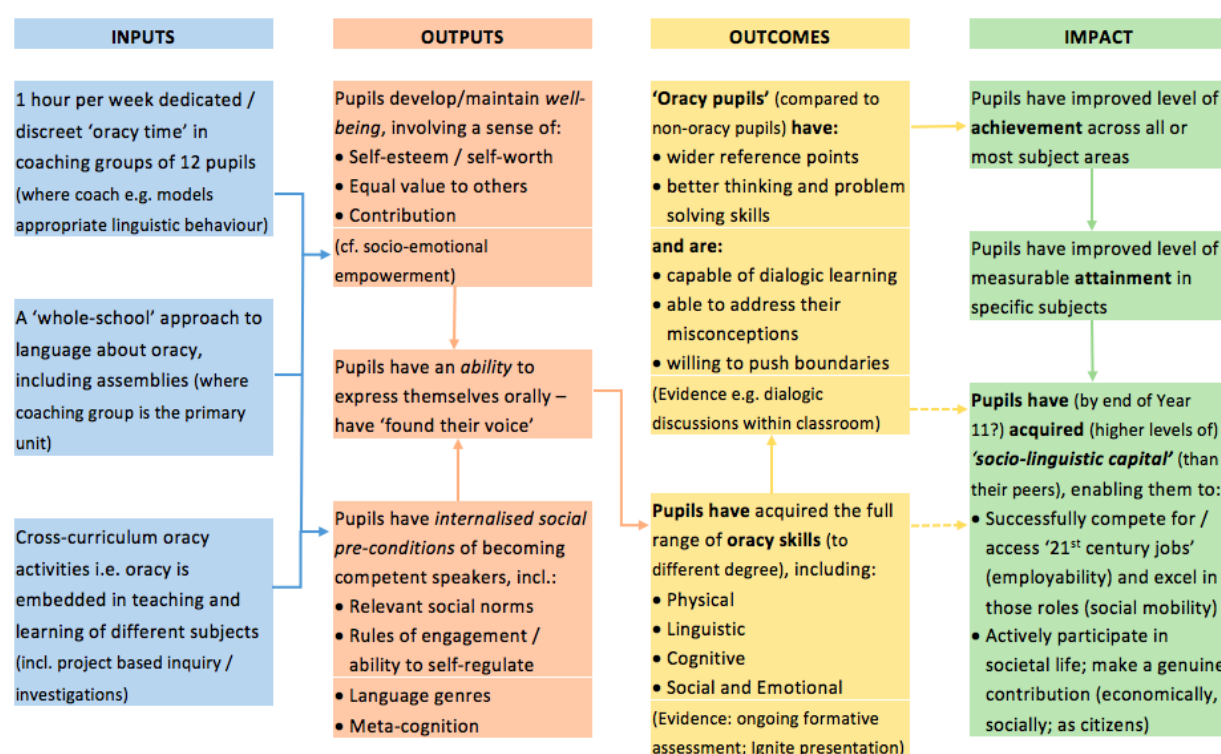 INPUTS
1 hour per week dedicated /
discreet ‘oracy time’ in
coaching groups of 12 pupils
(where coach e.g. models
appropriate linguistic behaviour)
A ‘whole-school’ approach to
language about oracy,
including assemblies (where
coaching group is the primary
unit)
Cross-curriculum oracy
activities i.e. oracy is
embedded in teaching and
learning of different subjects
(incl. project based inquiry /
investigations)
OUTPUTS
Pupils develop/maintain well-
being, involving a sense of:
• Self-esteem / self-worth
• Equal value to others
• Contribution
(cf. socio-emotional
empowerment)
Pupils have an ability to
express themselves orally –
have ‘found their voice’
Pupils have internalised social
pre-conditions of becoming
competent speakers, incl.:
• Relevant social norms
• Rules of engagement /
ability to self-regulate
• Language genres
• Meta-cognition
OUTCOMES
‘Oracy pupils’ (compared to
non-oracy pupils) have:
• wider reference points
• better thinking and problem
solving skills
and are:
• capable of dialogic learning
• able to address their
misconceptions
• willing to push boundaries
(Evidence e.g. dialogic
discussions within classroom)
Pupils have acquired the full
range of oracy skills (to
different degree), including:
• Physical
• Linguistic
• Cognitive
• Social and Emotional
(Evidence: ongoing formative
assessment; Ignite presentation)
IMPACT
Pupils have improved level of
achievement across all or
most subject areas
Pupils have improved level of
measurable attainment in
specific subjects
Pupils have (by end of Year
11?) acquired (higher levels of)
‘socio-linguistic capital’ (than
their peers), enabling them to:
• Successfully compete for /
access ‘21st century jobs’
(employability) and excel in
those roles (social mobility)
• Actively participate in
societal life; make a genuine
contribution (economically,
socially; as citizens)